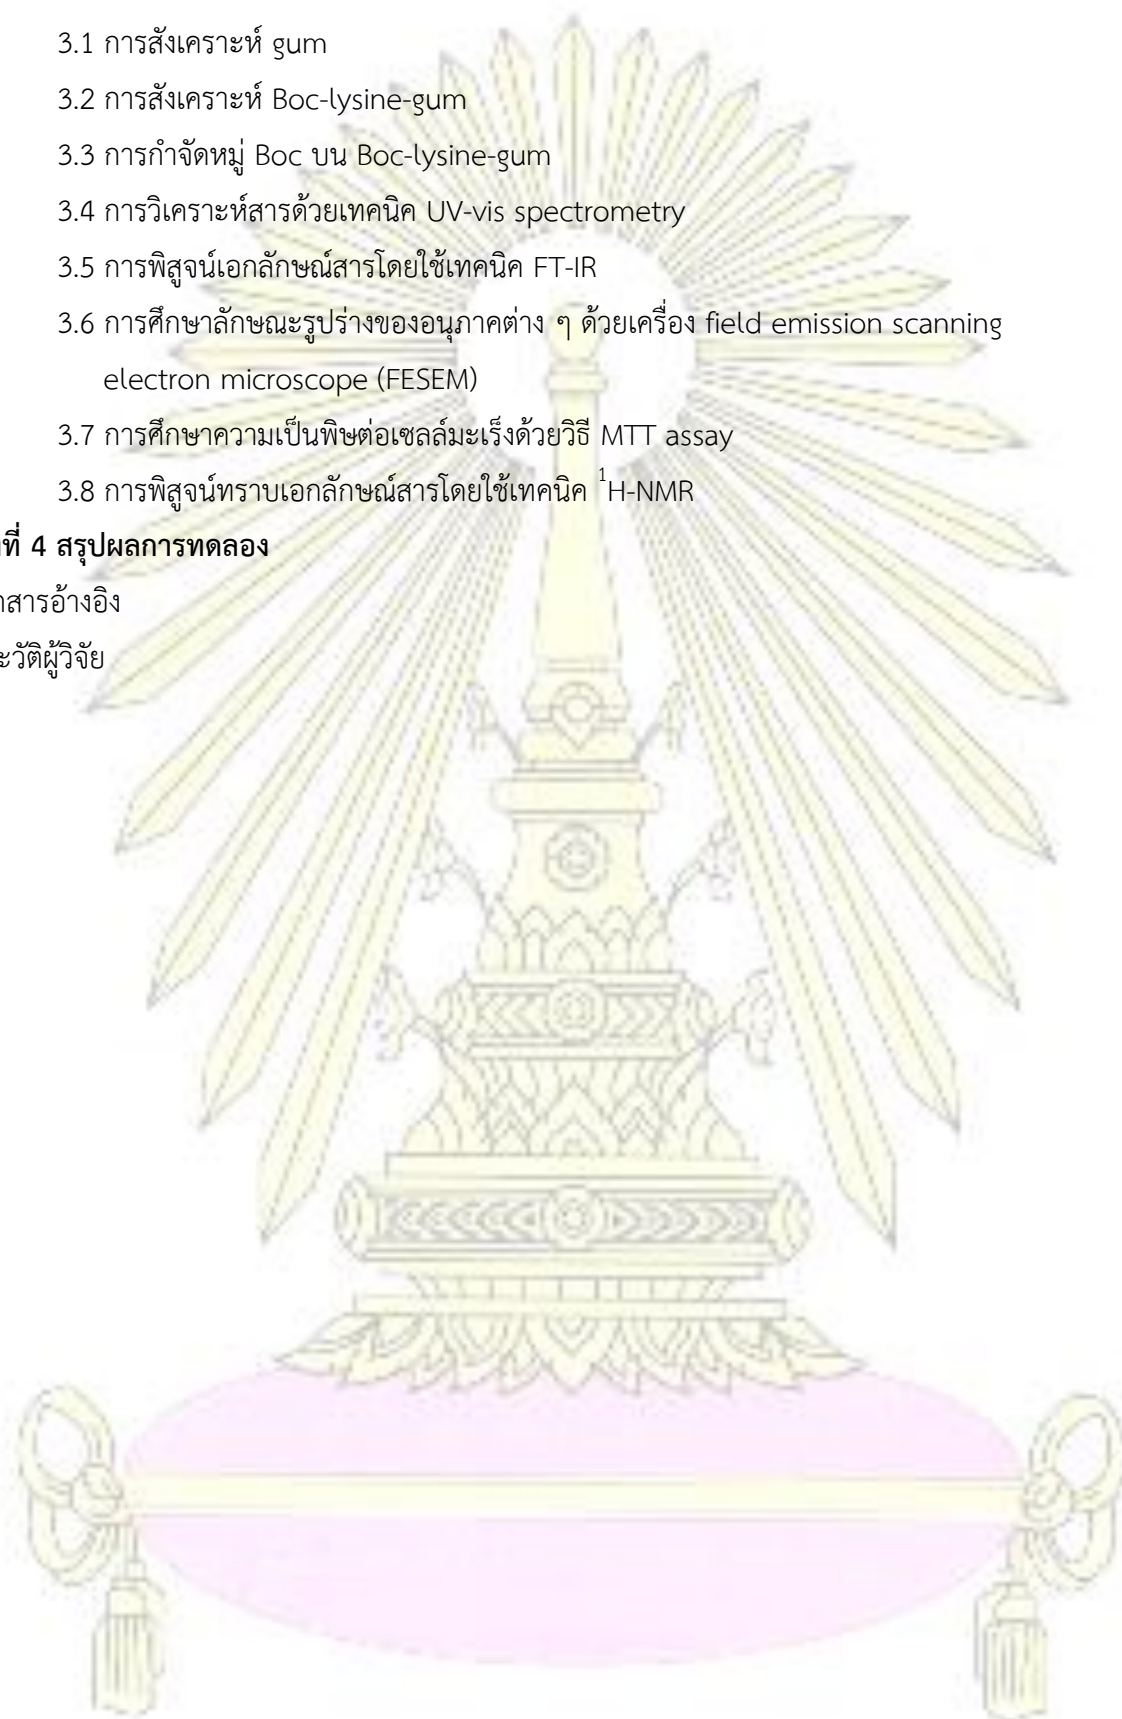 3.1 การสังเคราะห์ gum
3.2 การสังเคราะห์ Boc-lysine-gum
3.3 การกำจัดหมู่ Boc บน Boc-lysine-gum
3.4 การวิเคราะห์สารด้วยเทคนิค UV-vis spectrometry
3.5 การพิสูจน์เอกลักษณ์สารโดยใช้เทคนิค FT-IR
3.6 การศึกษาลักษณะรูปร่างของอนุภาคต่าง ๆ ด้วยเครื่อง field emission scanning
electron microscope (FESEM)
3.7 การศึกษาความเป็นพิษต่อเซลล์มะเร็งด้วยวิธี MTT assay
3.8 การพิสูจน์ทราบเอกลักษณ์สารโดยใช้เทคนิค ¹H-NMR
ที่ 4 สรุปผลการทดลอง
สารอ้างอิง
ะวัติผู้วิจัย